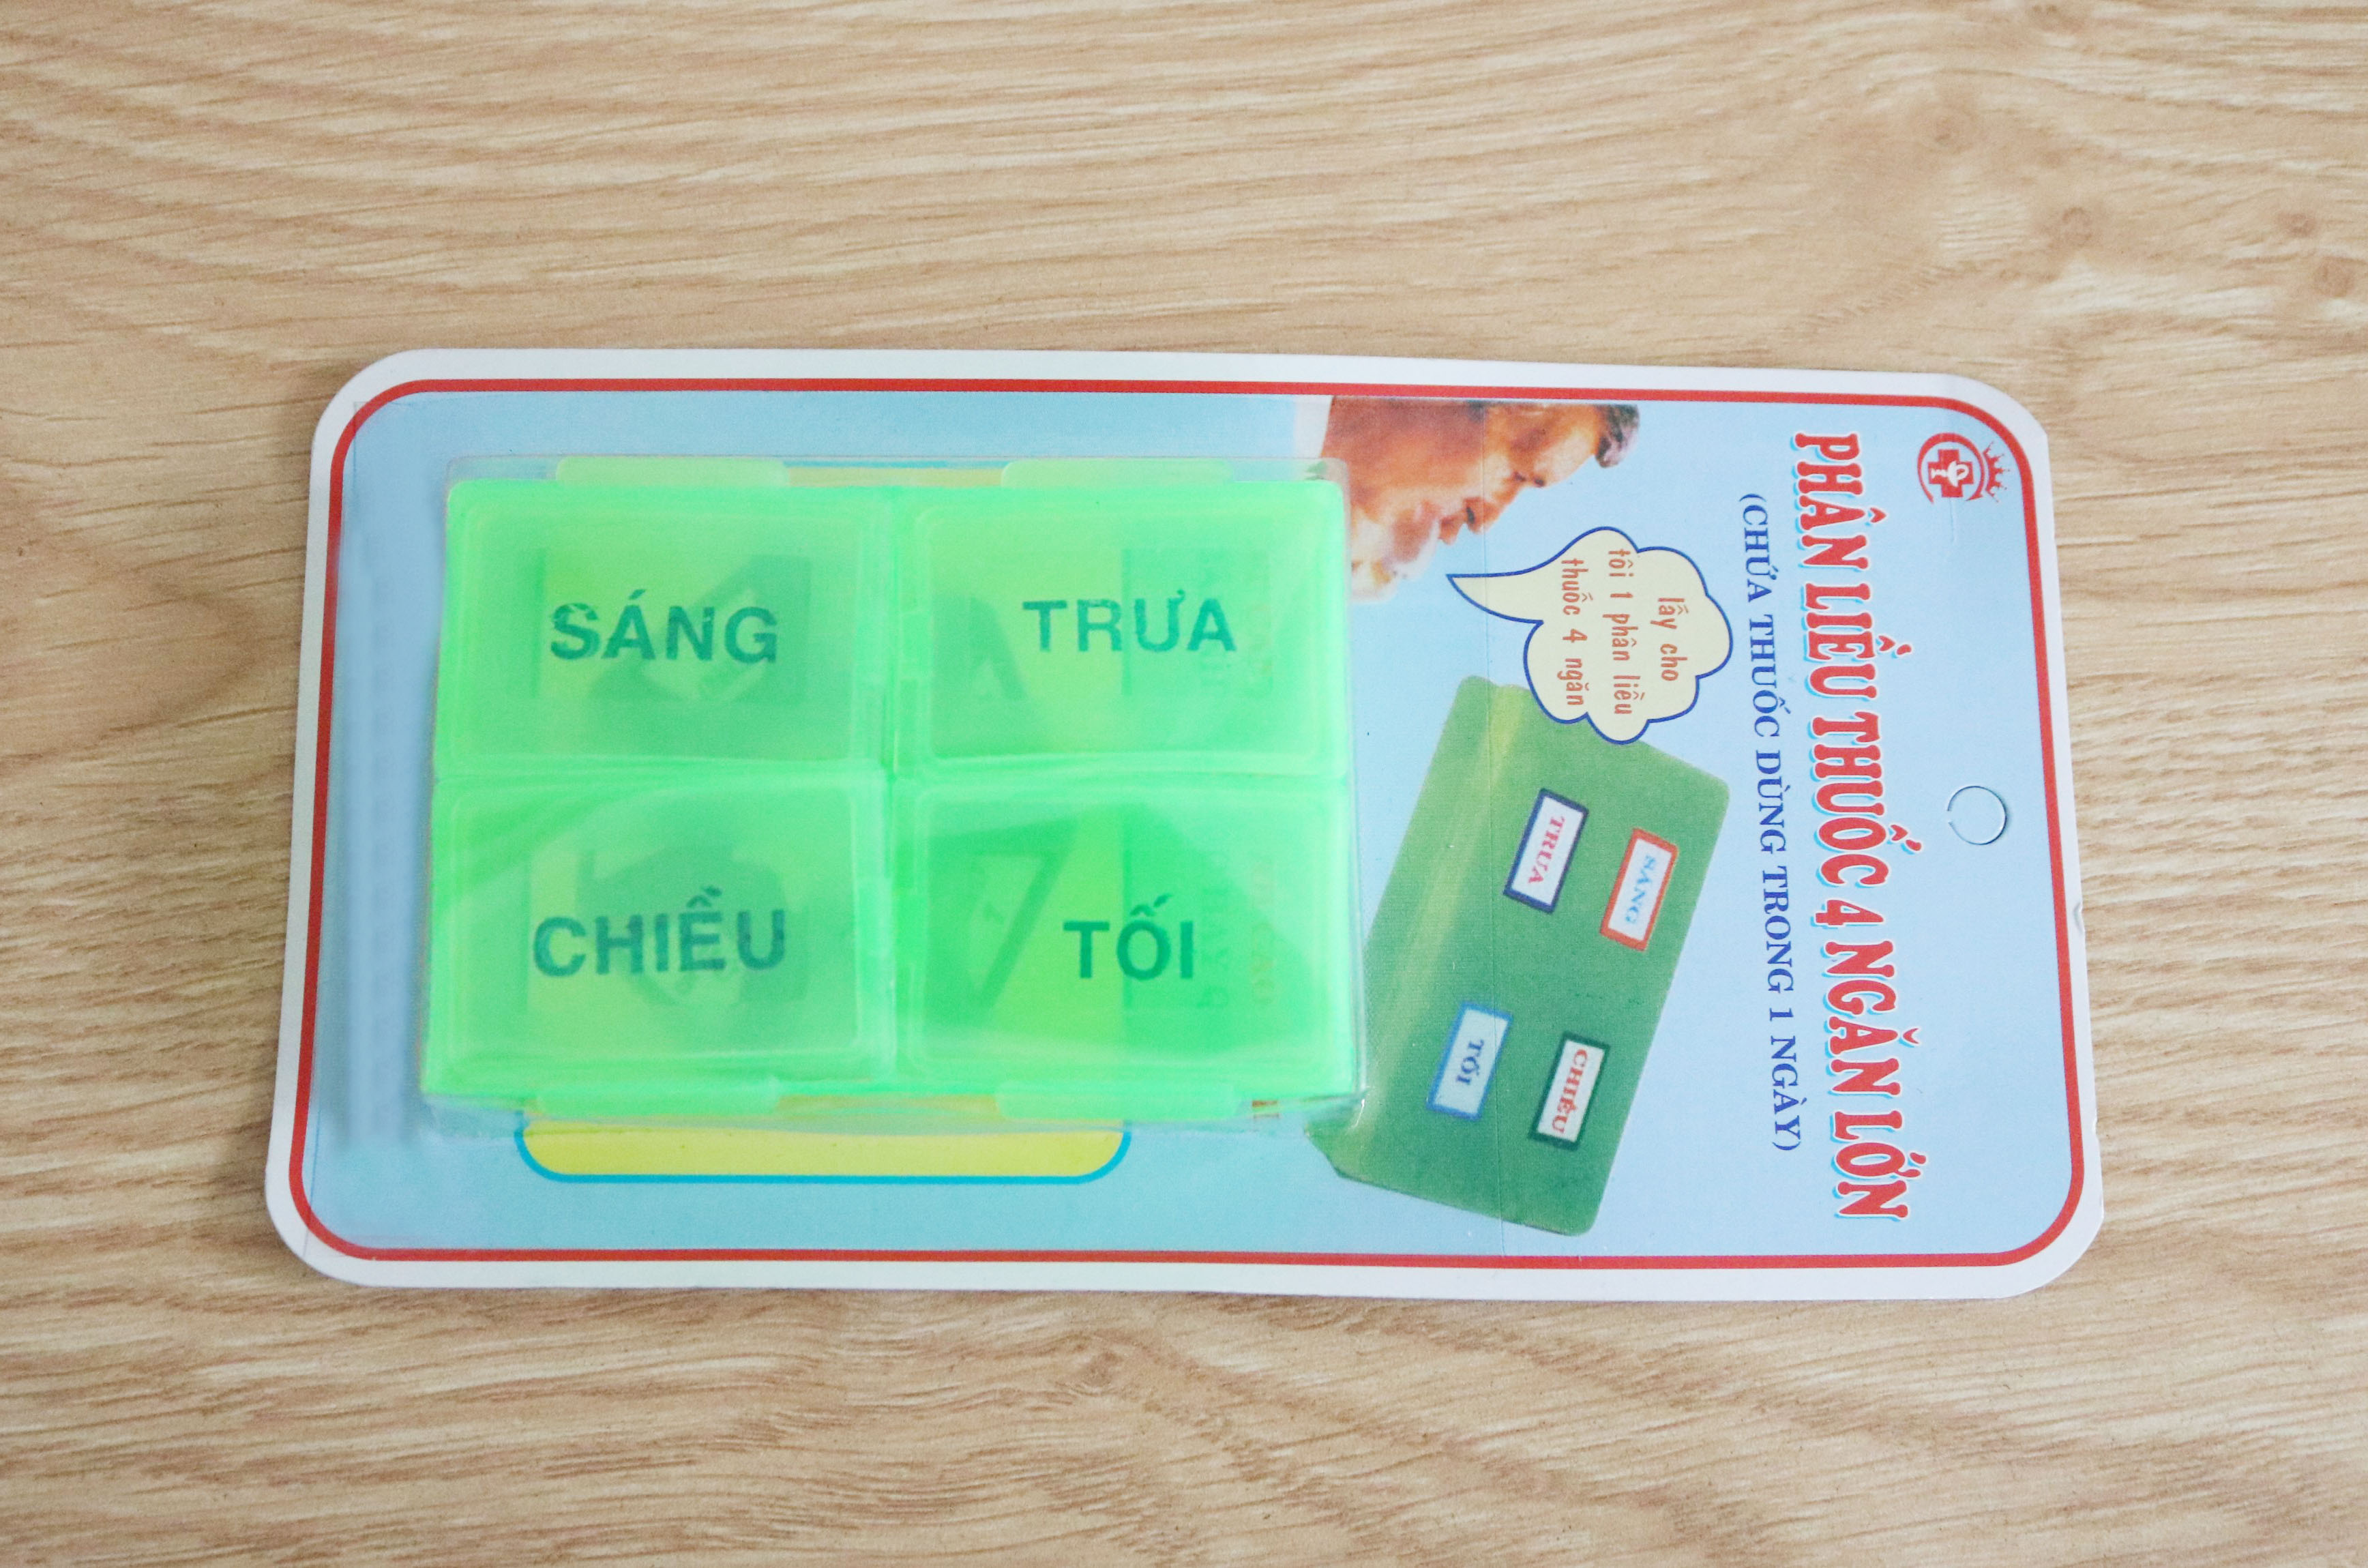 PHÂN LIỀU THUỐC 4 NGĂN LỚN
(CHỨA THUỐC DÙNG TRONG 1 NGÀY)
lấy cho
tôi 1 phân liều
thuốc 4 ngăn
SÁNG
CHIỀU
TRƯA
TỐI
SÁNG
TRƯA
CHIỀU
TỐI